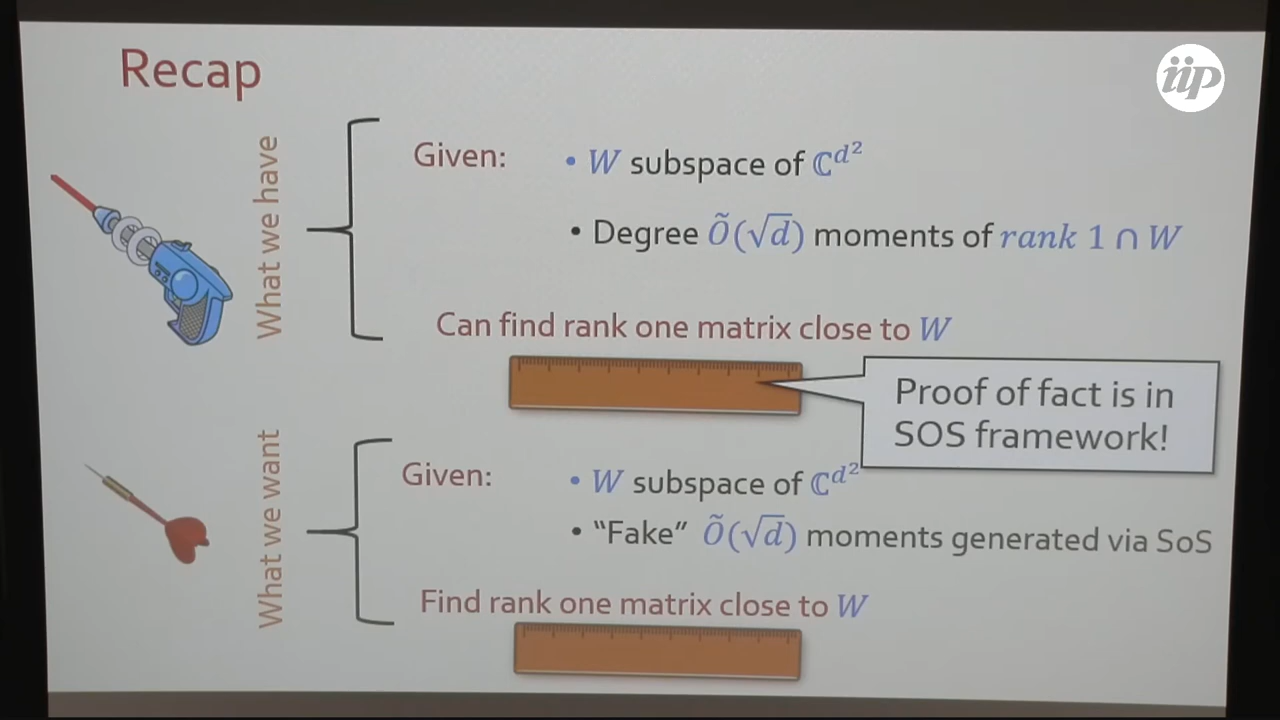 iip
Recap
What we have
Given:
• W subspace of ℂ^{d^2}
• Degree Õ(√d) moments of rank 1 ∩ W
Can find rank one matrix close to W
Proof of fact is in
SOS framework!
What we want
Given:
• W subspace of ℂ^{d^2}
• “Fake” Õ(√d) moments generated via SoS
Find rank one matrix close to W